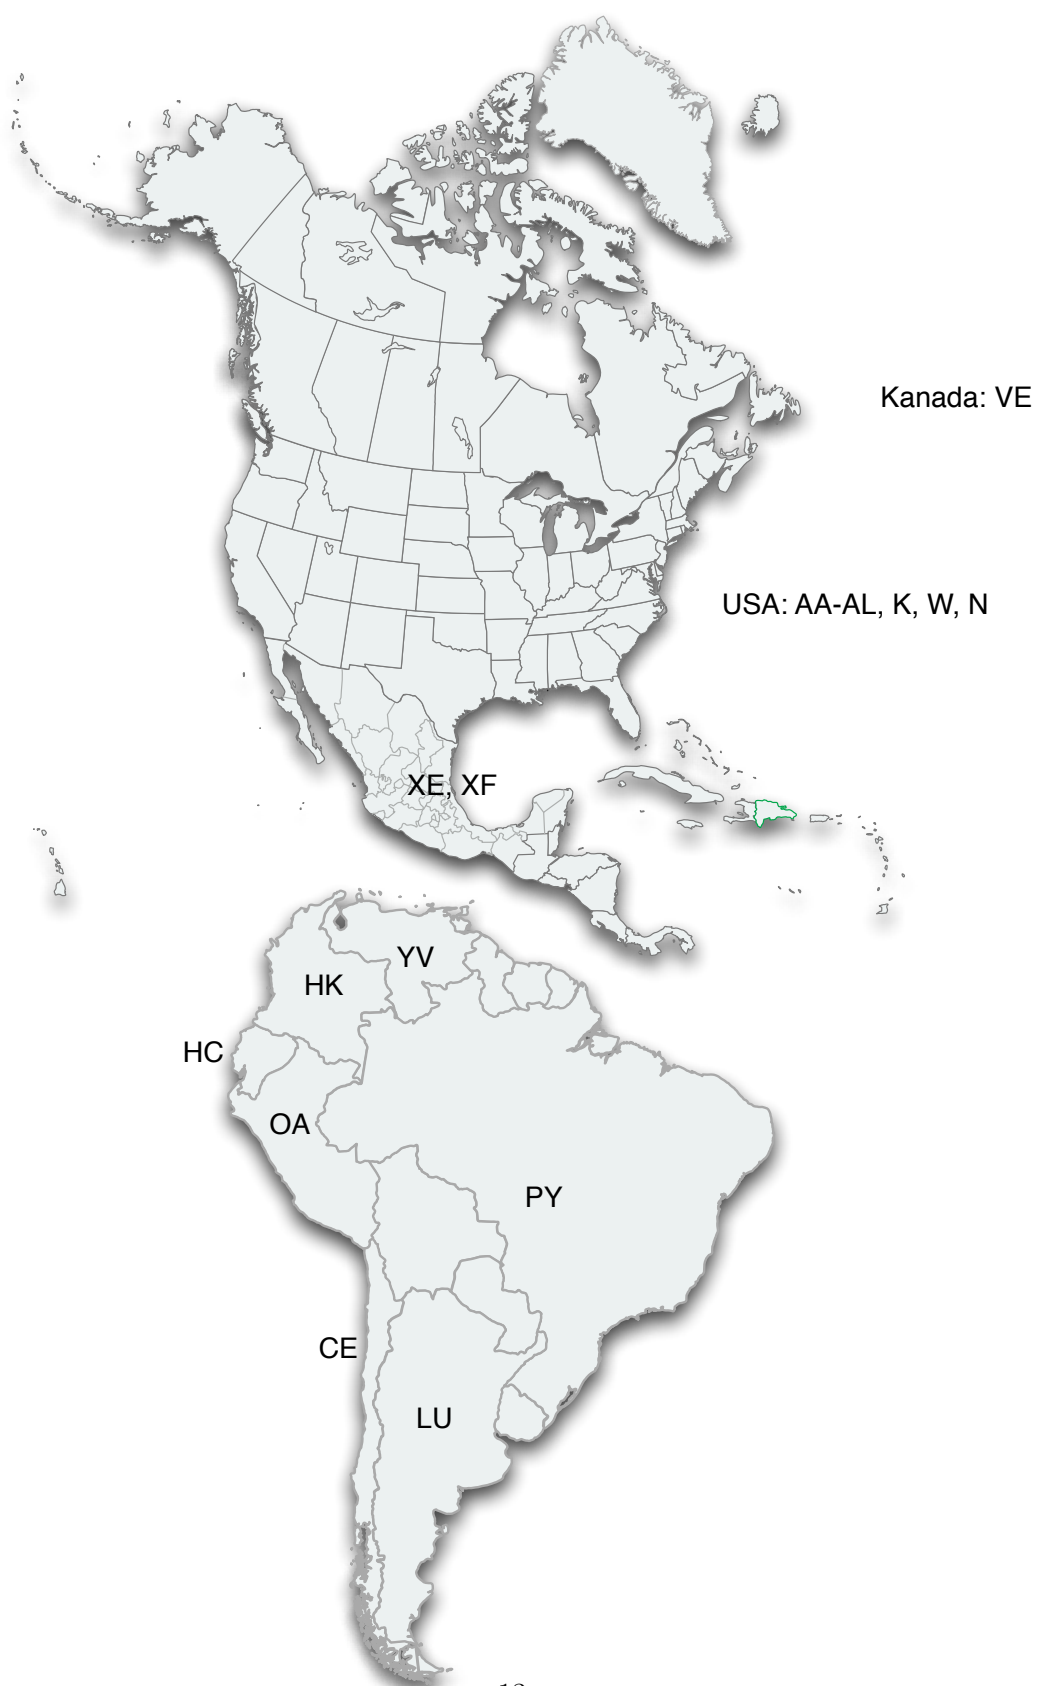 Kanada: VE
USA: AA-AL, K, W, N
XE, XF
YV
HK
HC
OA
PY
CE
LU